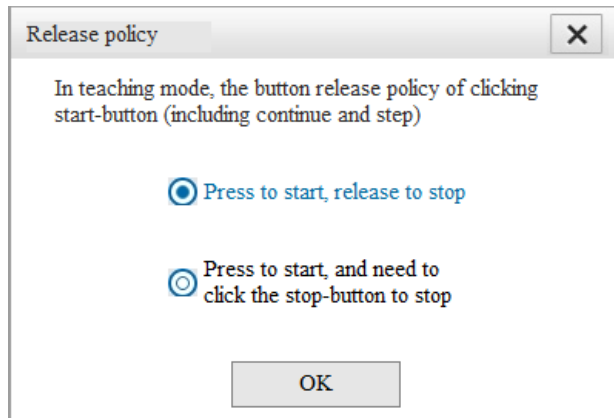 Release policy
In teaching mode, the button release policy of clicking
start-button (including continue and step)
Press to start, release to stop
Press to start, and need to
click the stop-button to stop
OK